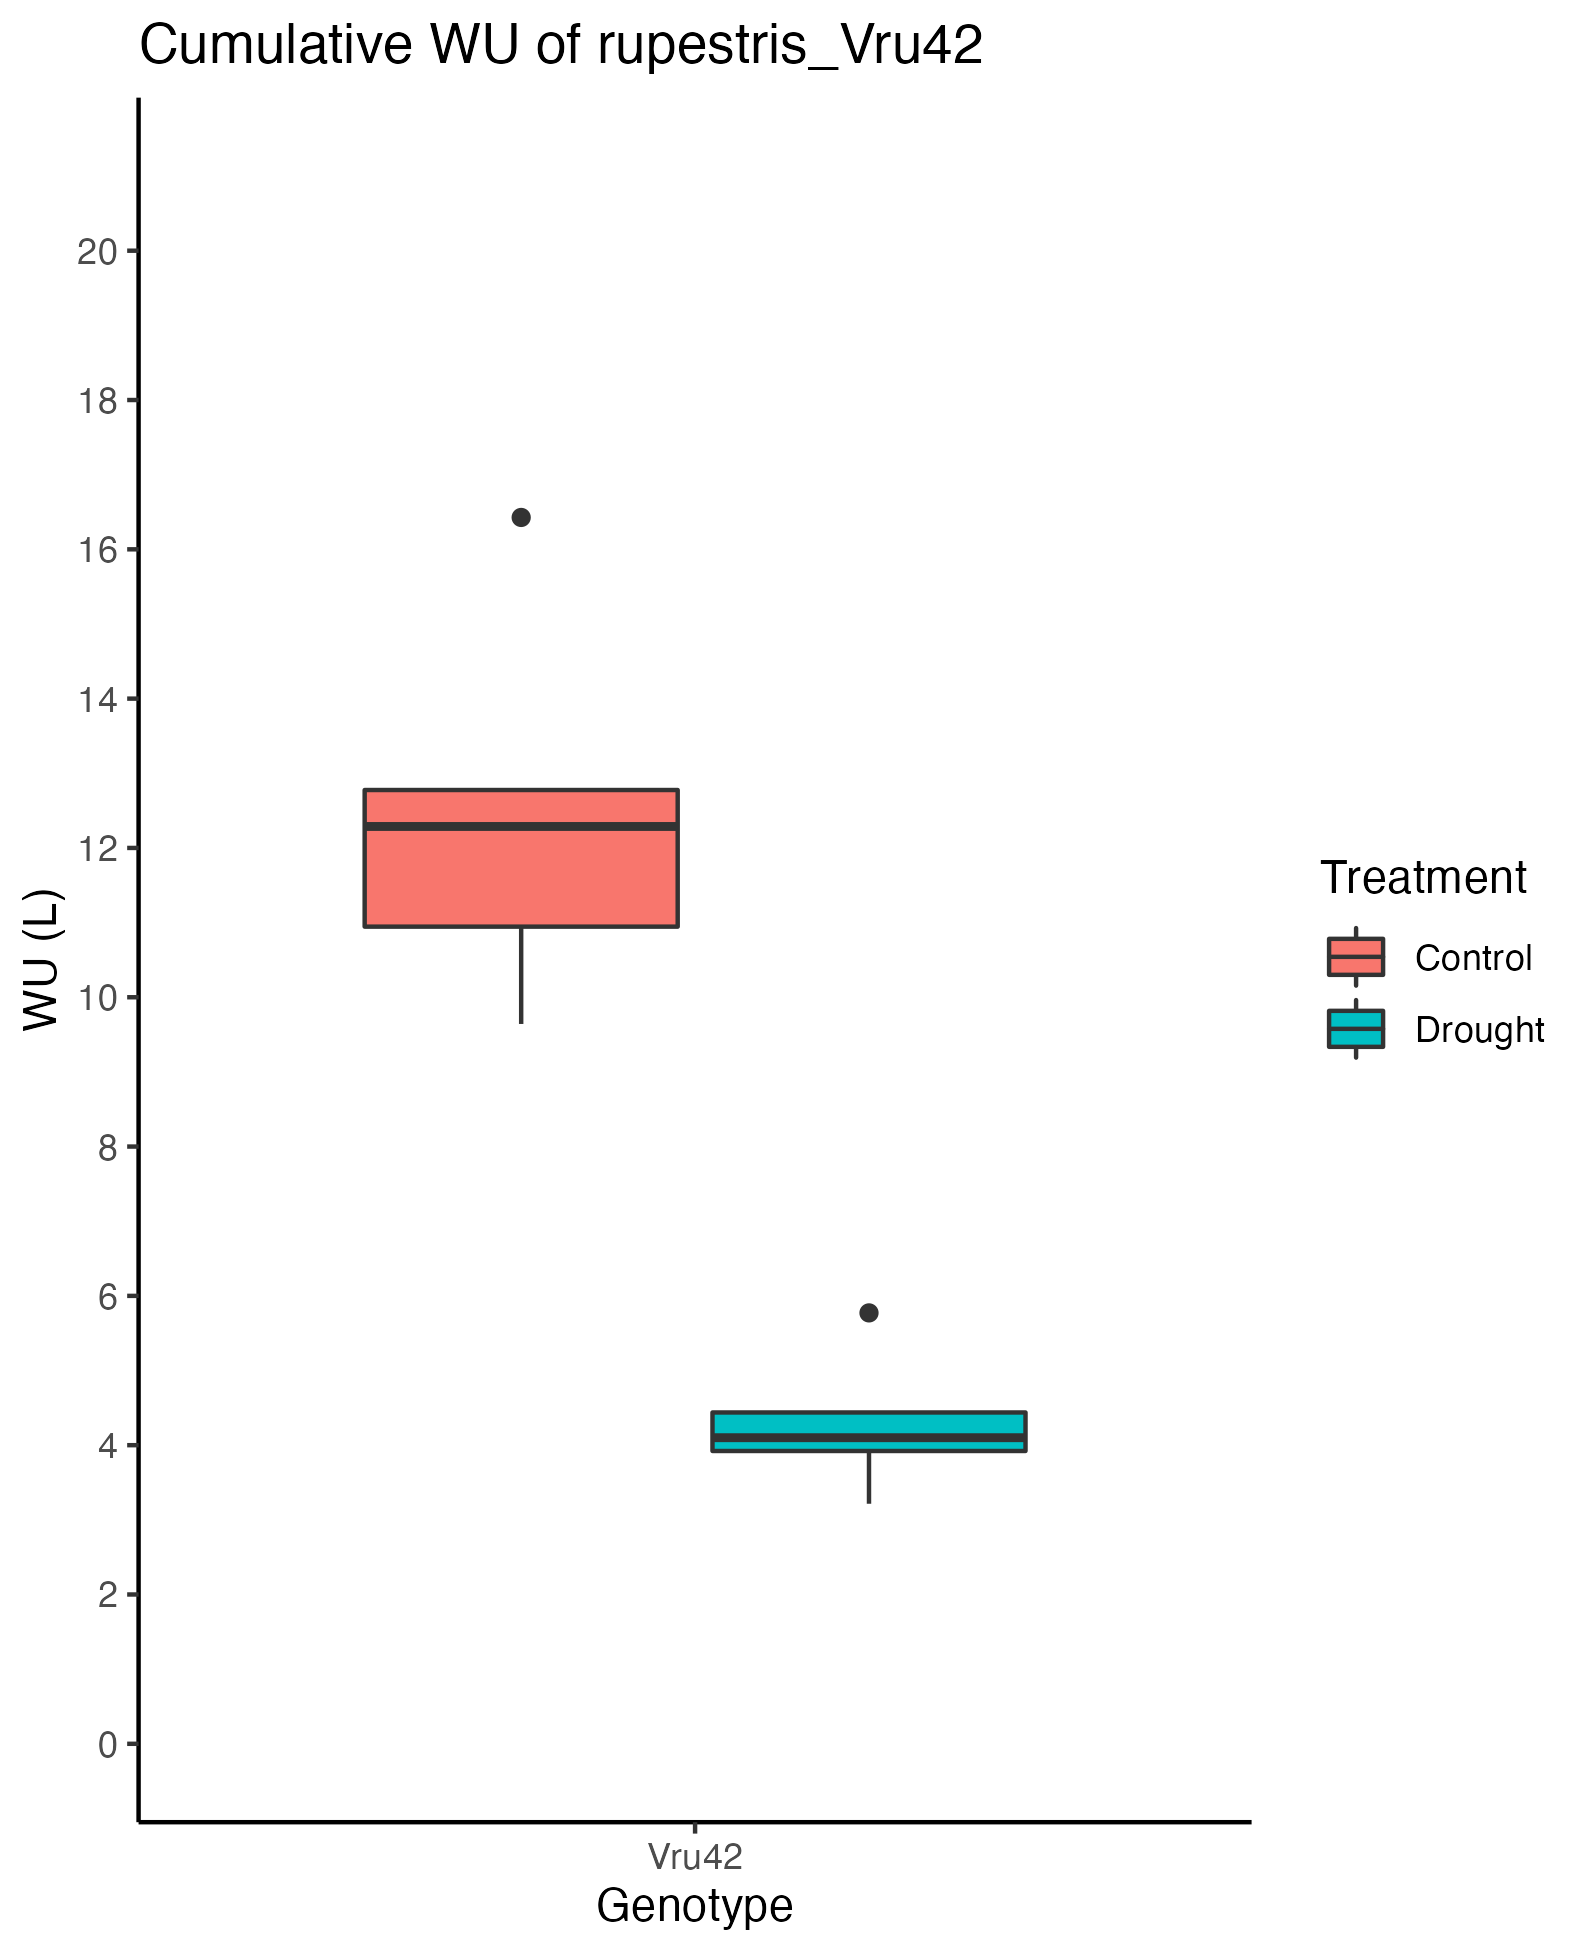 Cumulative WU of rupestris_Vru42
WU (L)
20
18
16
14
12
10
8
6
4
2
0
Vru42
Genotype
Treatment
Control
Drought